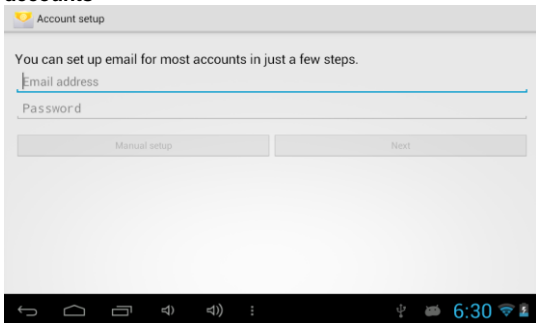 accounts
Account setup
You can set up email for most accounts in just a few steps.
Email address
Password
Manual setup Next
6:30